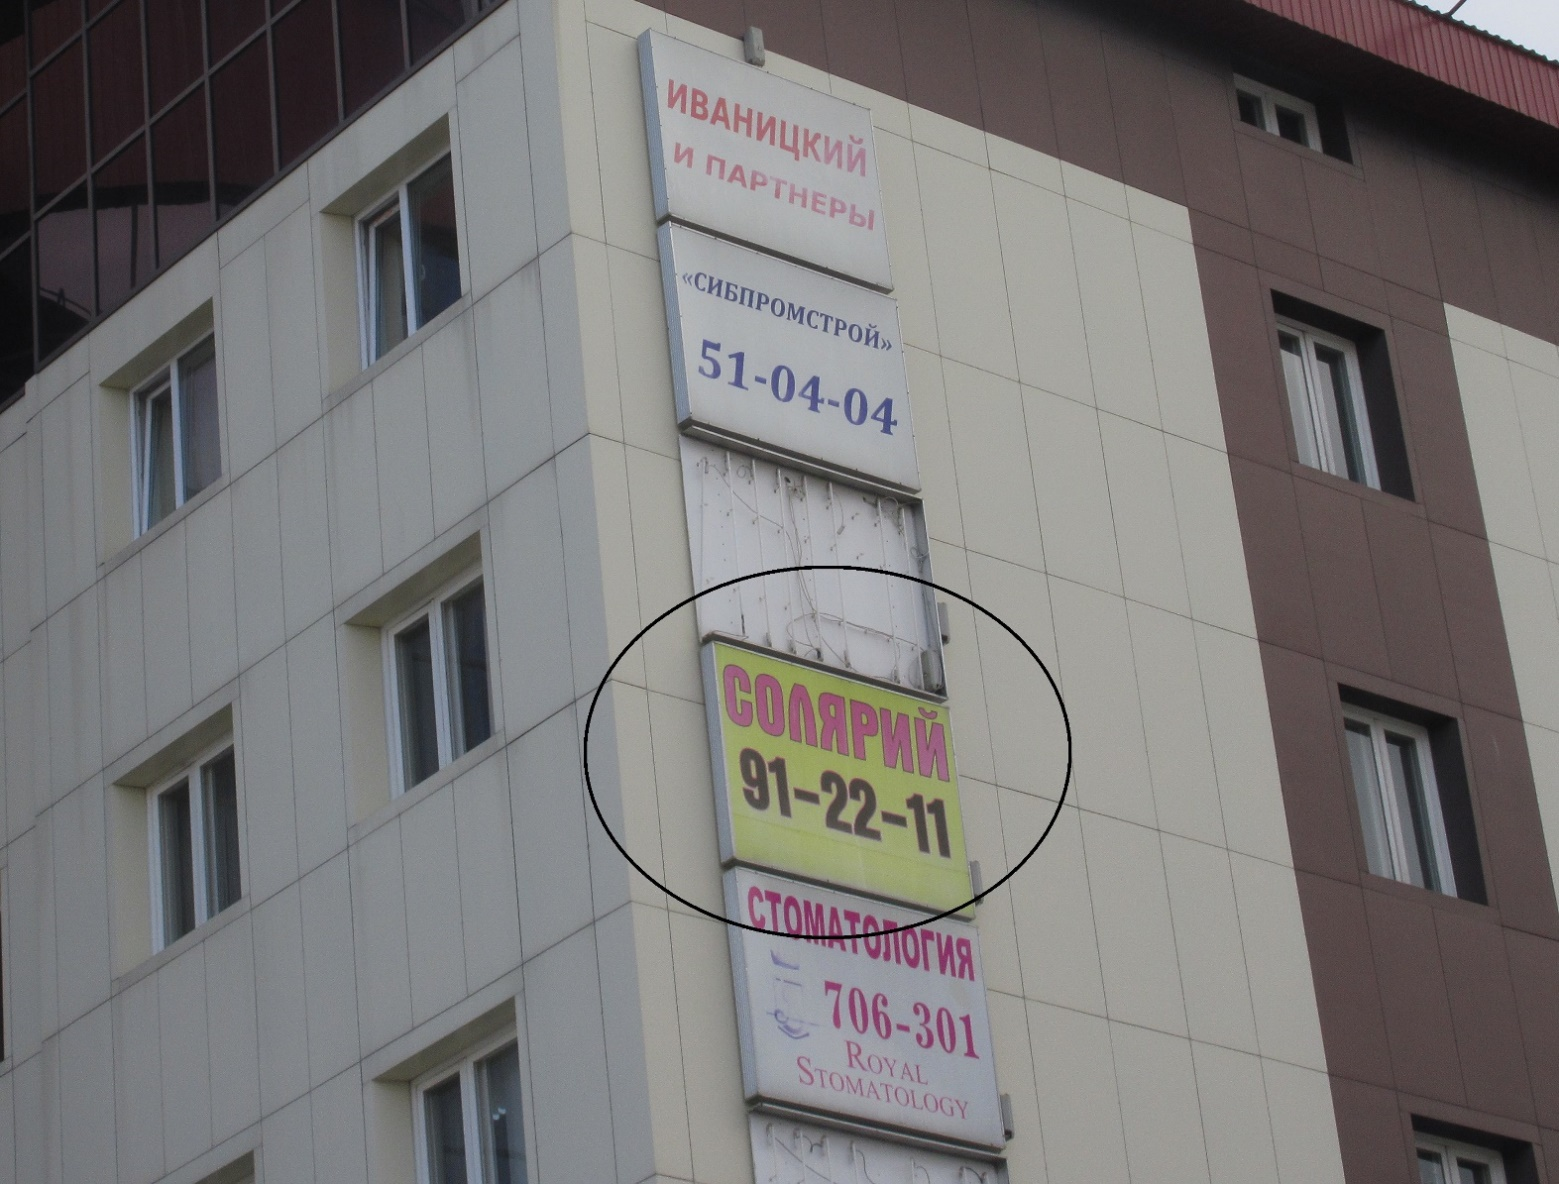 ИВАНИЦКИЙ
И ПАРТНЕРЫ
«СИБПРОМСТРОЙ»
51-04-04
СОЛЯРИЙ
91-22-11
СТОМАТОЛОГИЯ
706-301
ROYAL
STOMATOLOGY